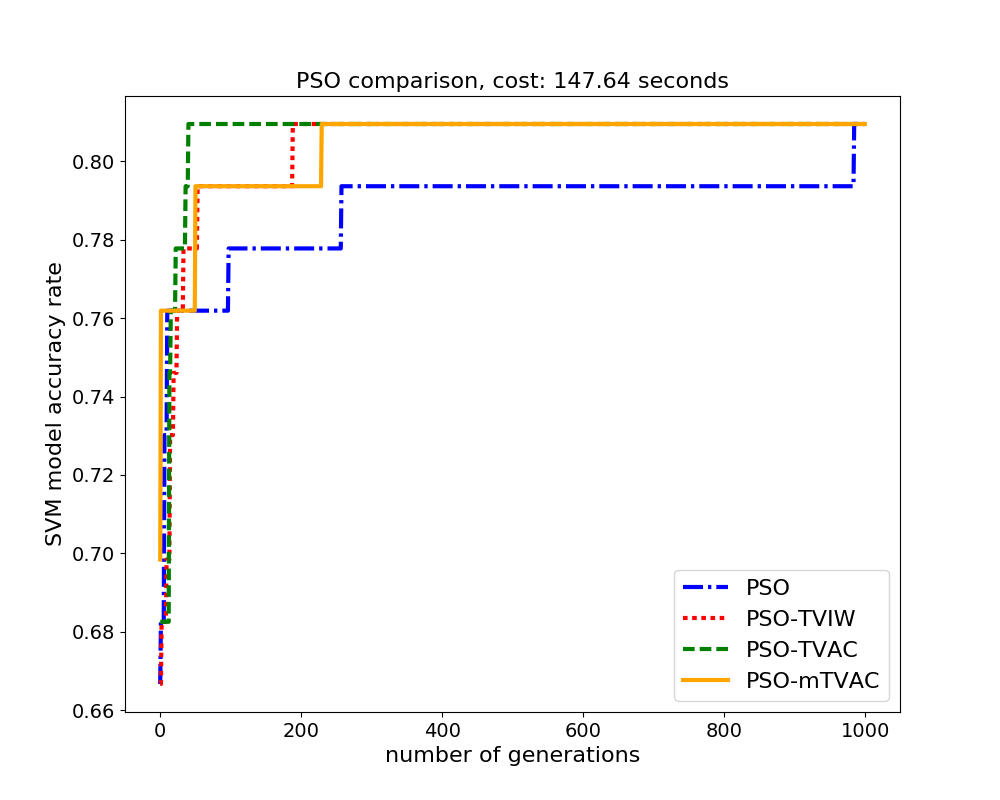 PSO comparison, cost: 147.64 seconds
SVM model accuracy rate
0.80
0.78
0.76
0.74
0.72
0.70
0.68
0.66
0 200 400 600 800 1000
number of generations
PSO
PSO-TVIW
PSO-TVAC
PSO-mTVAC